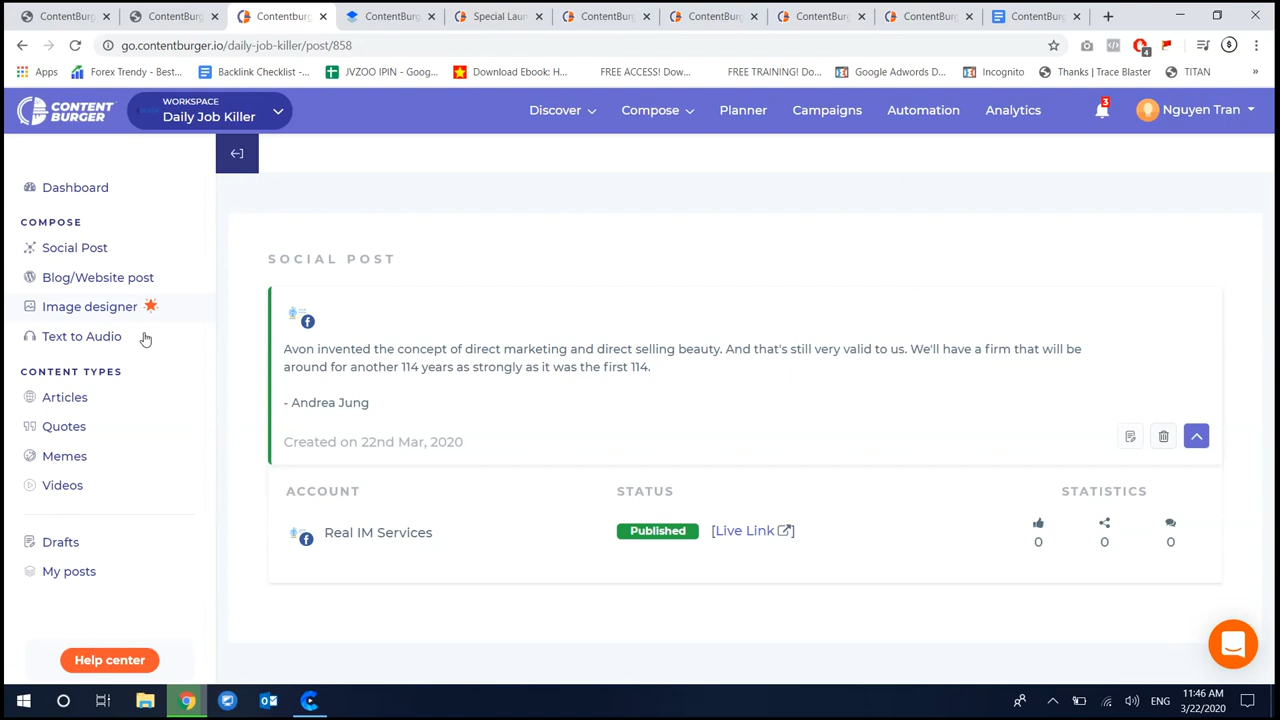 ContentBurg
ContentBurg
Contentburge
ContentBurg
Special Laun
ContentBurg
ContentBurg
ContentBurg
ContentBurg
ContentBurg
go.contentburger.io/daily-job-killer/post/858
4
Apps
Forex Trendy - Best...
Backlink Checklist -...
JVZOO IPIN - Goog...
Download Ebook: H...
FREE ACCESS! Dow...
FREE TRAINING! Do...
Google Adwords D...
Incognito
Thanks | Trace Blaster
TITAN
»
CONTENT
BURGER
WORKSPACE
Daily Job Killer
Discover
Compose
Planner
Campaigns
Automation
Analytics
3
Nguyen Tran
Dashboard
COMPOSE
Social Post
Blog/Website post
Image designer
Text to Audio
CONTENT TYPES
Articles
Quotes
Memes
Videos
Drafts
My posts
Help center
SOCIAL POST
Avon invented the concept of direct marketing and direct selling beauty. And that's still very valid to us. We'll have a firm that will be
around for another 114 years as strongly as it was the first 114.
- Andrea Jung
Created on 22nd Mar, 2020
ACCOUNT
STATUS
STATISTICS
Real IM Services
Published
[Live Link]
0
0
0
ENG
11:46 AM
3/22/2020